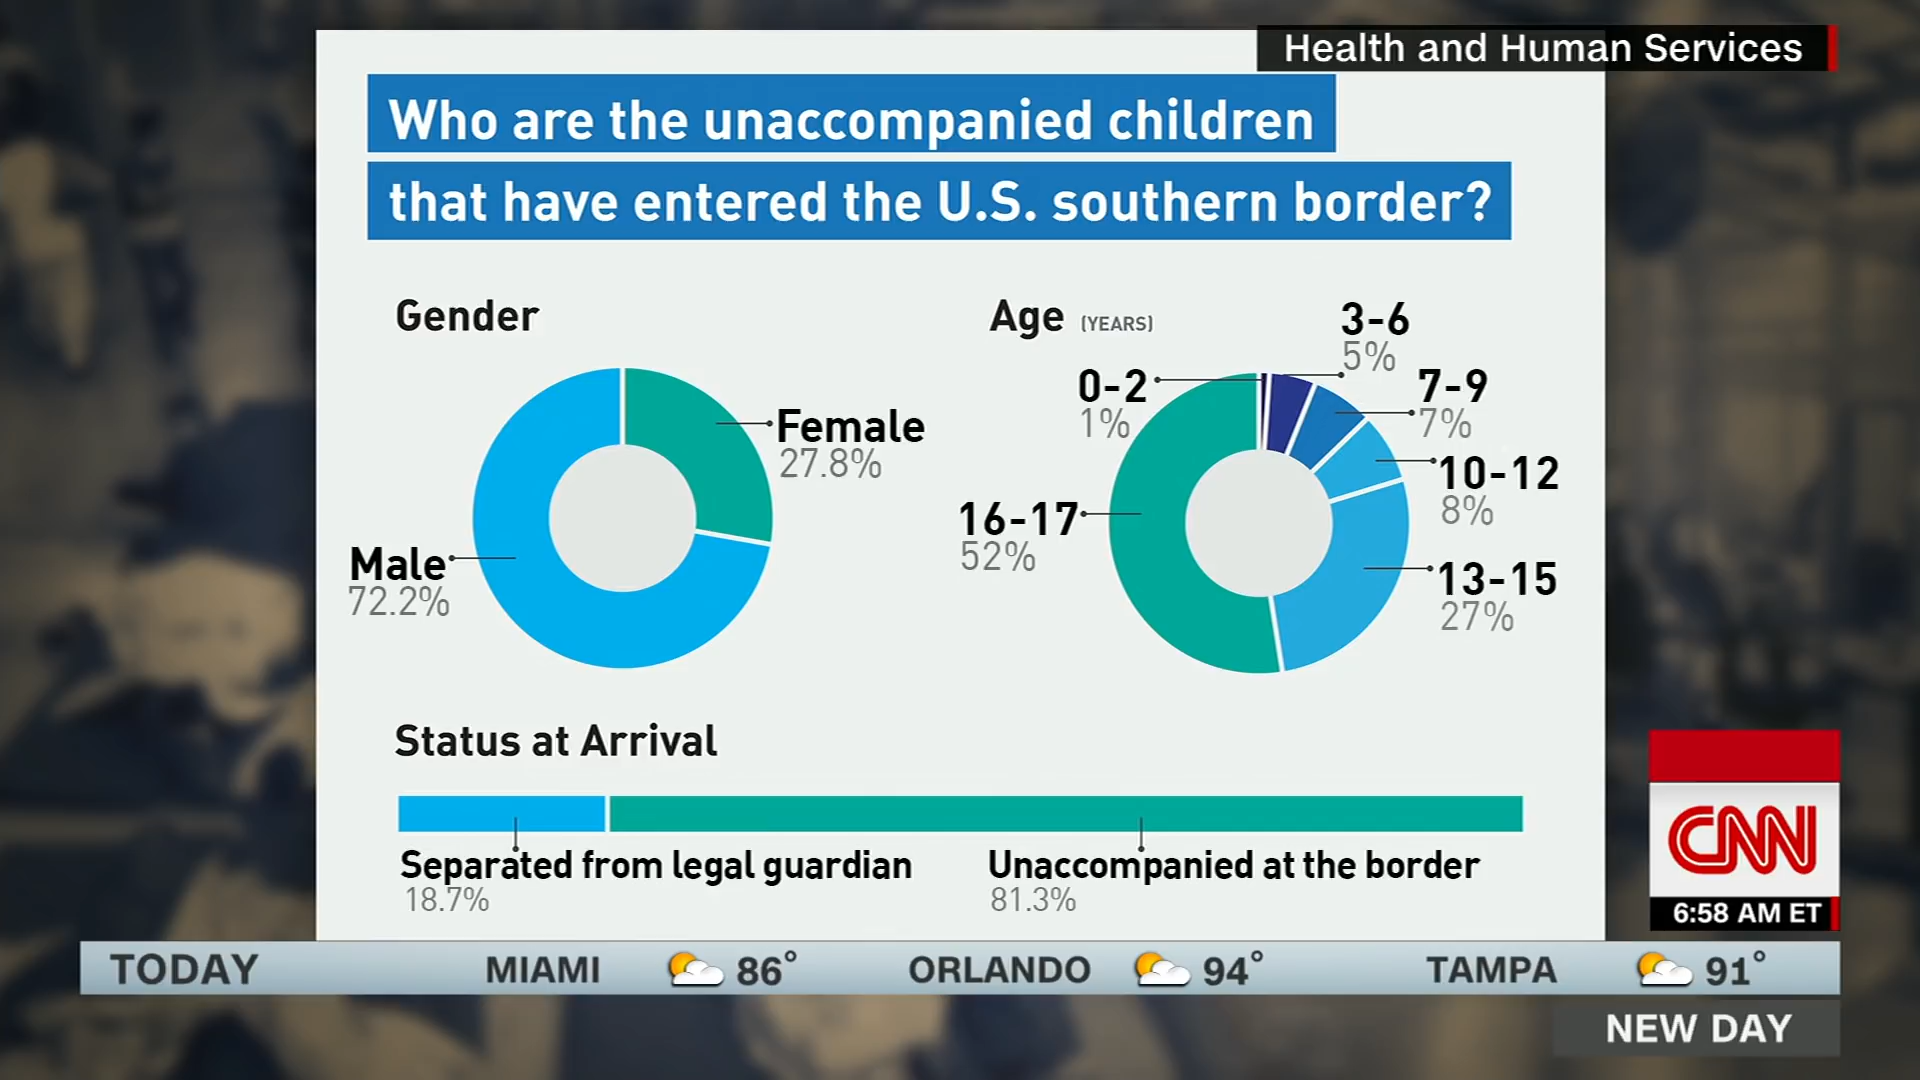 Health and Human Services
Who are the unaccompanied children
that have entered the U.S. southern border?
Gender
Female
27.8%
Male
72.2%
Age (YEARS)
0-2
1%
3-6
5%
7-9
7%
10-12
8%
13-15
27%
16-17
52%
Status at Arrival
Separated from legal guardian
18.7%
Unaccompanied at the border
81.3%
CNN
6:58 AM ET
TODAY MIAMI 86° ORLANDO 94° TAMPA 91°
NEW DAY